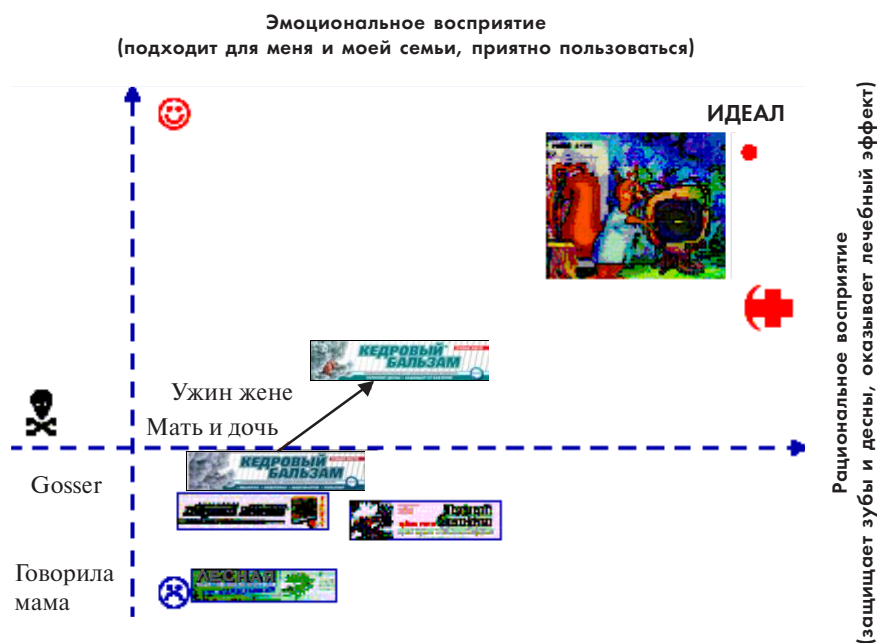 Эмоциональное восприятие
(подходит для меня и моей семьи, приятно пользоваться)
ИДЕАЛ
Рациональное восприятие
(защищает зубы и десны, оказывает лечебный эффект)
КЕДРОВЫЙ
БАЛЬЗАМ
Ужин жене
Мать и дочь
КЕДРОВЫЙ
БАЛЬЗАМ
Gosser
Говорила
мама
ЛЕСНАЯ